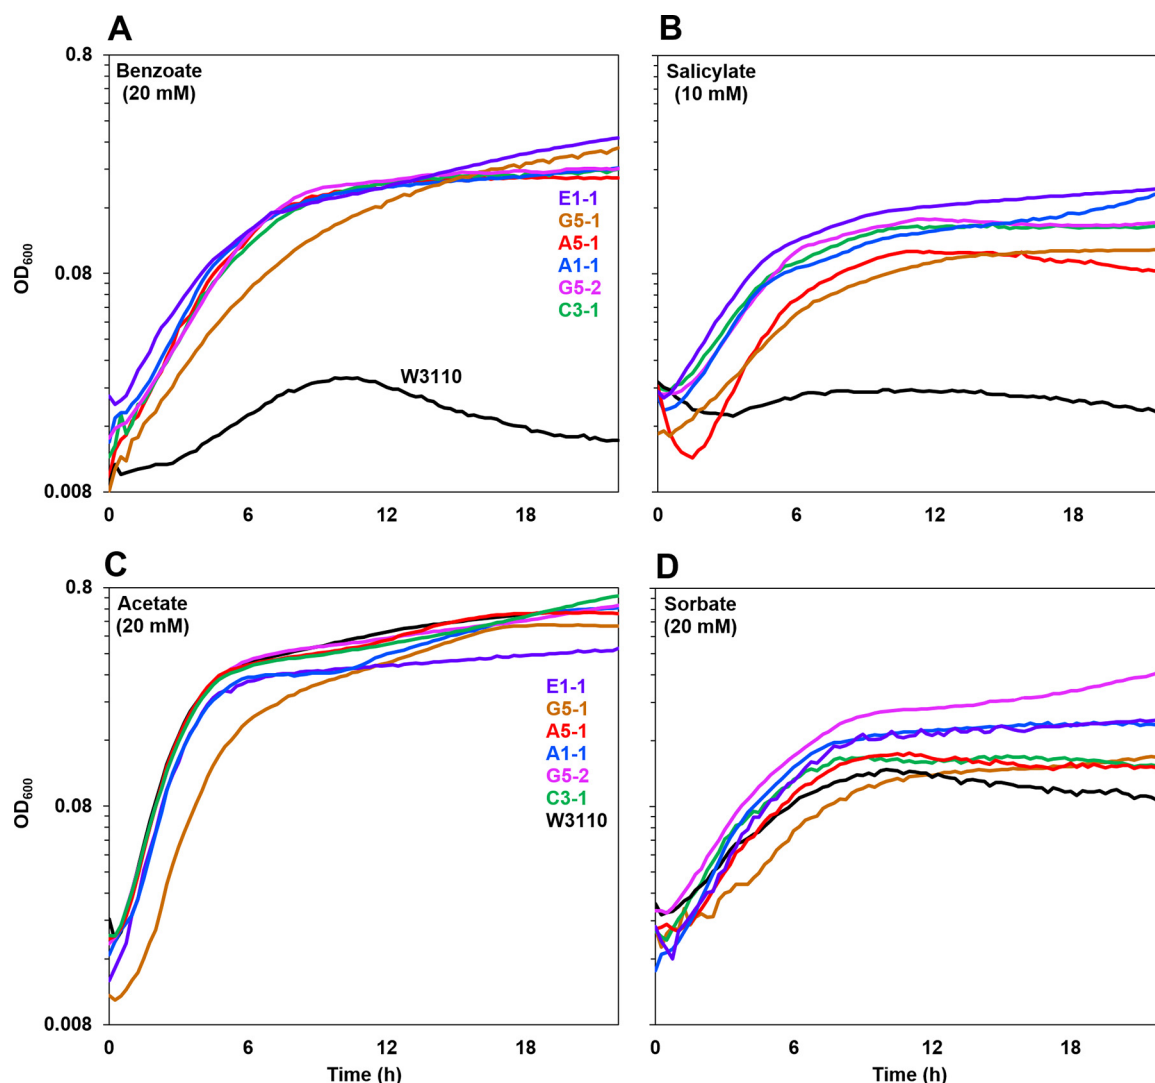 A
0.8
Benzoate
(20 mM)
E1-1
G5-1
A5-1
A1-1
G5-2
C3-1
W3110
OD600
0.08
0.008
0
6
12
18
B
Salicylate
(10 mM)
0
6
12
18
C
0.8
Acetate
(20 mM)
E1-1
G5-1
A5-1
A1-1
G5-2
C3-1
W3110
OD600
0.08
0.008
0
6
12
18
Time (h)
D
Sorbate
(20 mM)
0
6
12
18
Time (h)